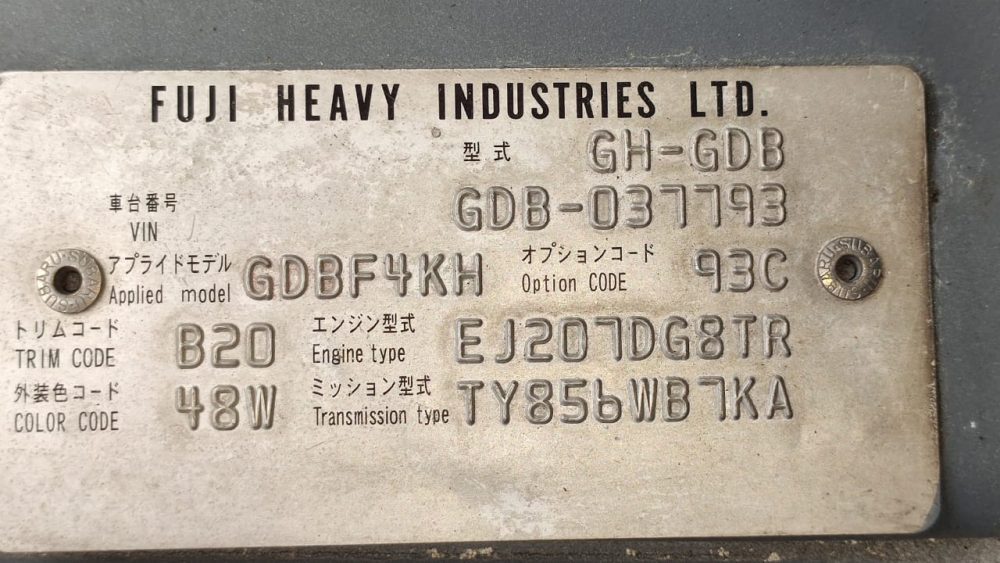 FUJI HEAVY INDUSTRIES LTD.
型式 GH-GDB
車台番号
VIN GDB-037793
アプライドモデル
Applied model GDBF4KH
オプションコード
Option CODE 93C
トリムコード
TRIM CODE B20
エンジン型式
Engine type EJ207DG8TR
外装色コード
COLOR CODE 48W
ミッション型式
Transmission type TY856WB7KA